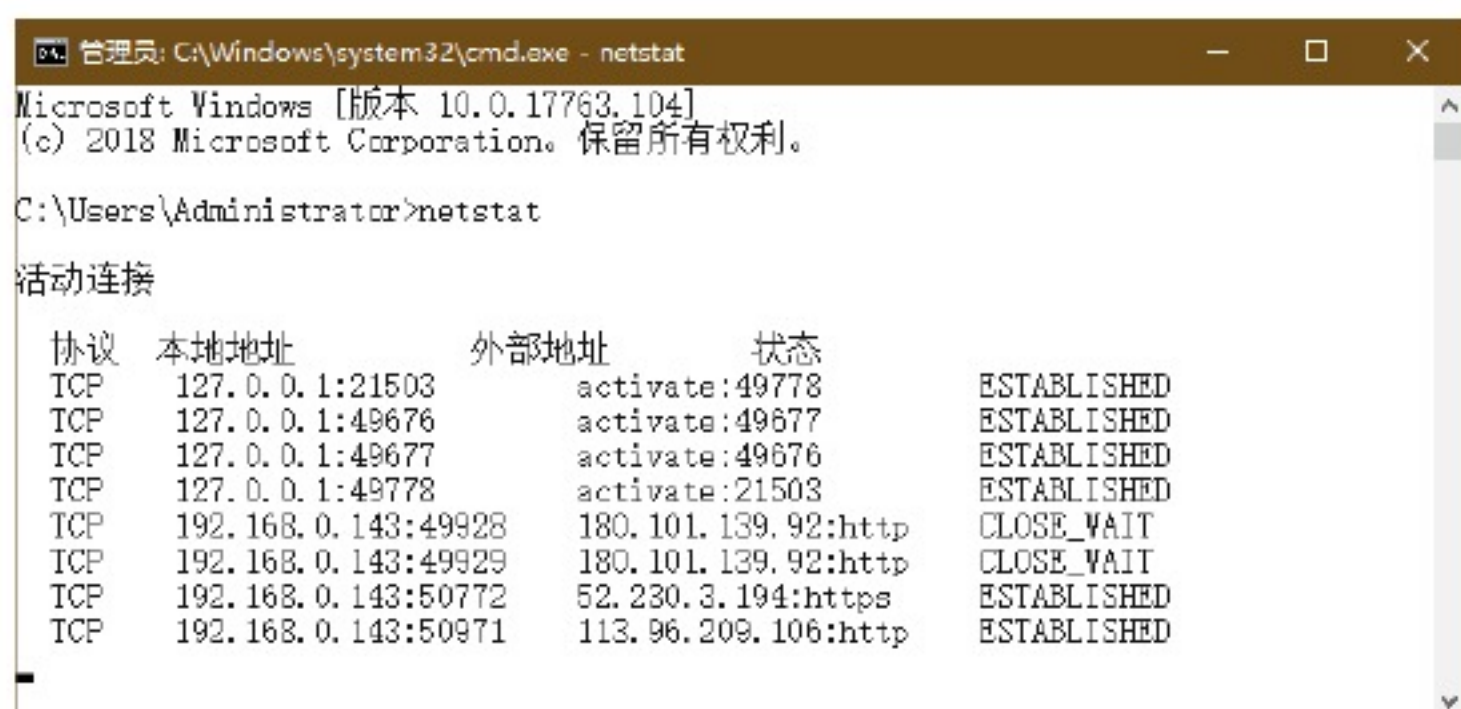 管理员: C:\Windows\system32\cmd.exe - netstat
Microsoft Windows [版本 10.0.17763.104]
(c) 2018 Microsoft Corporation。保留所有权利。
C:\Users\Administrator>netstat
活动连接
协议 本地地址 外部地址 状态
TCP 127.0.0.1:21503 activate:49778 ESTABLISHED
TCP 127.0.0.1:49676 activate:49677 ESTABLISHED
TCP 127.0.0.1:49677 activate:49676 ESTABLISHED
TCP 127.0.0.1:49778 activate:21503 ESTABLISHED
TCP 192.168.0.143:49928 180.101.139.92:http CLOSE_WAIT
TCP 192.168.0.143:49929 180.101.139.92:http CLOSE_WAIT
TCP 192.168.0.143:50772 52.230.3.194:https ESTABLISHED
TCP 192.168.0.143:50971 113.96.209.106:http ESTABLISHED